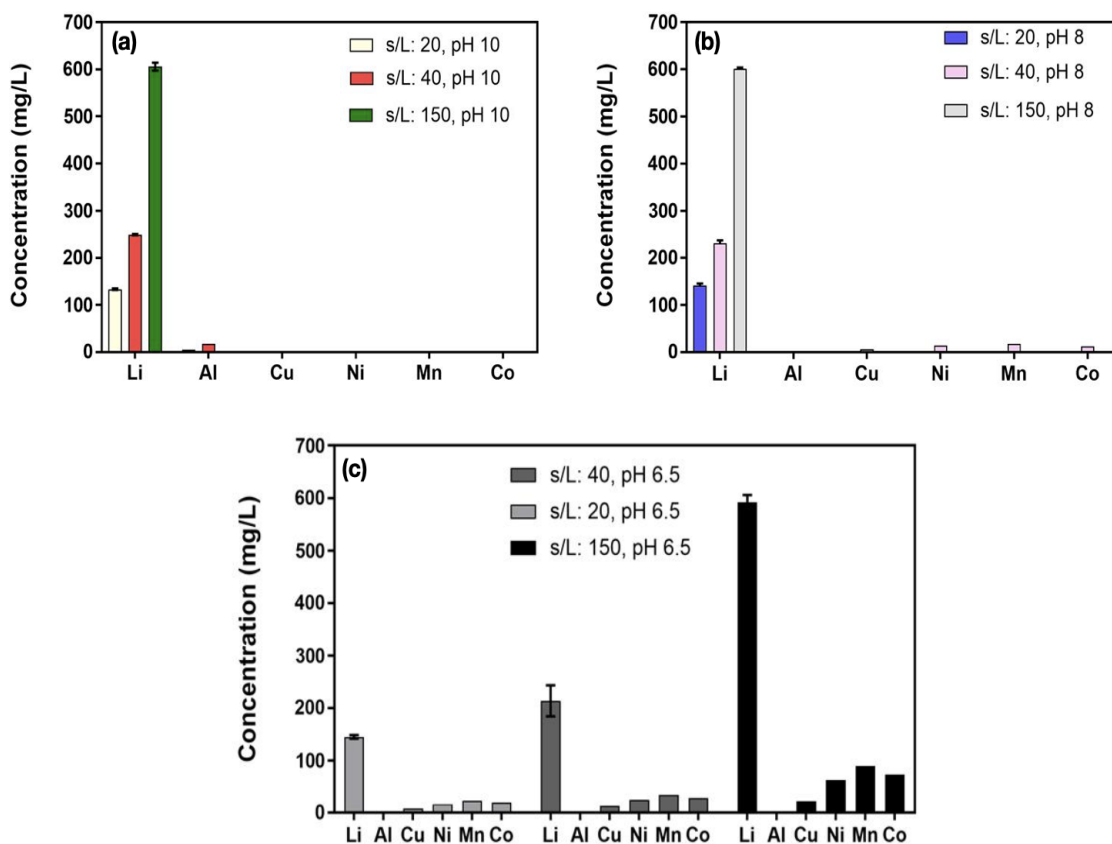 (a)
s/L: 20, pH 10
s/L: 40, pH 10
s/L: 150, pH 10
Concentration (mg/L)
700
600
500
400
300
200
100
0
Li Al Cu Ni Mn Co
(b)
s/L: 20, pH 8
s/L: 40, pH 8
s/L: 150, pH 8
Concentration (mg/L)
700
600
500
400
300
200
100
0
Li Al Cu Ni Mn Co
(c)
s/L: 40, pH 6.5
s/L: 20, pH 6.5
s/L: 150, pH 6.5
Concentration (mg/L)
700
600
500
400
300
200
100
0
Li Al Cu Ni Mn Co Li Al Cu Ni Mn Co Li Al Cu Ni Mn Co